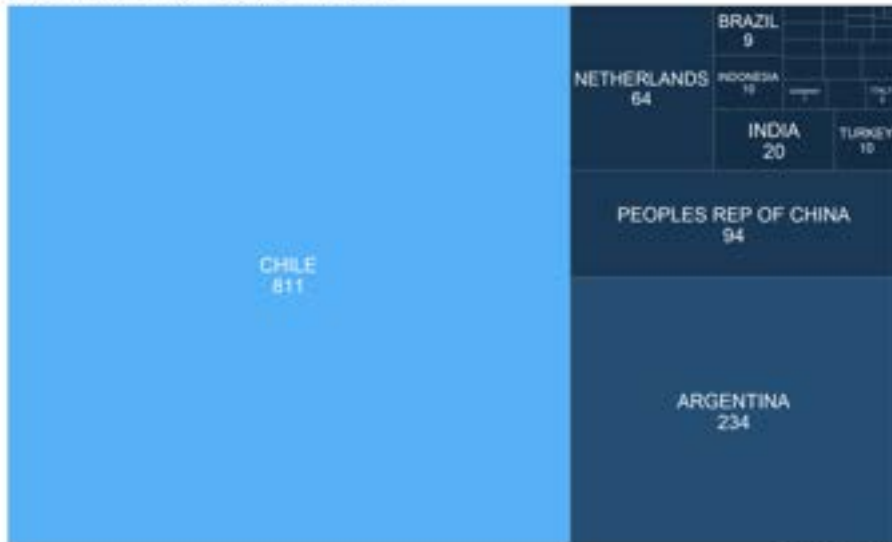 BRAZIL
9
NETHERLANDS
64
INDONESIA
10
INDIA
20
TURKEY
10
PEOPLES REP OF CHINA
94
CHILE
811
ARGENTINA
234